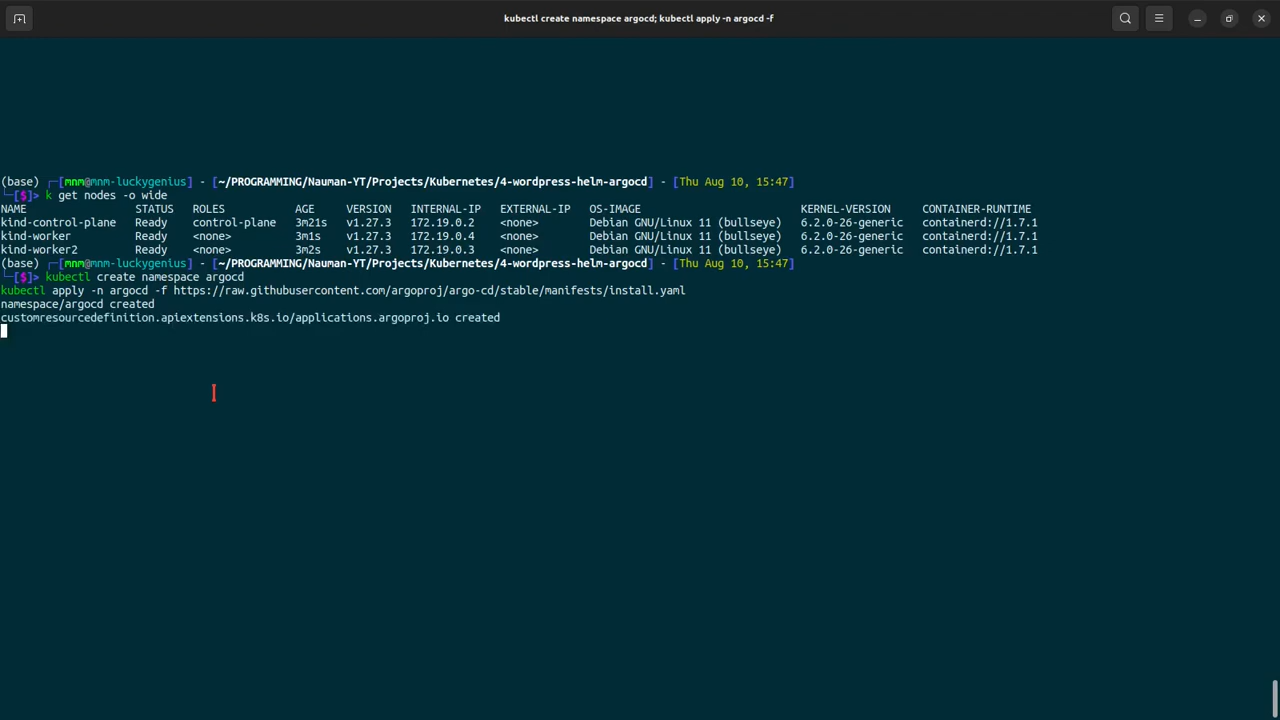 kubectl create namespace argocd; kubectl apply -n argocd -f
(base) ┌─[mnm@mnm-luckygenius] - [~/PROGRAMMING/Nauman-YT/Projects/Kubernetes/4-wordpress-helm-argocd] - [Thu Aug 10, 15:47]
└─[$]> k get nodes -o wide
NAME STATUS ROLES AGE VERSION INTERNAL-IP EXTERNAL-IP OS-IMAGE KERNEL-VERSION CONTAINER-RUNTIME
kind-control-plane Ready control-plane 3m21s v1.27.3 172.19.0.2 <none> Debian GNU/Linux 11 (bullseye) 6.2.0-26-generic containerd://1.7.1
kind-worker Ready <none> 3m1s v1.27.3 172.19.0.4 <none> Debian GNU/Linux 11 (bullseye) 6.2.0-26-generic containerd://1.7.1
kind-worker2 Ready <none> 3m2s v1.27.3 172.19.0.3 <none> Debian GNU/Linux 11 (bullseye) 6.2.0-26-generic containerd://1.7.1
(base) ┌─[mnm@mnm-luckygenius] - [~/PROGRAMMING/Nauman-YT/Projects/Kubernetes/4-wordpress-helm-argocd] - [Thu Aug 10, 15:47]
└─[$]> kubectl create namespace argocd
kubectl apply -n argocd -f https://raw.githubusercontent.com/argoproj/argo-cd/stable/manifests/install.yaml
namespace/argocd created
customresourcedefinition.apiextensions.k8s.io/applications.argoproj.io created